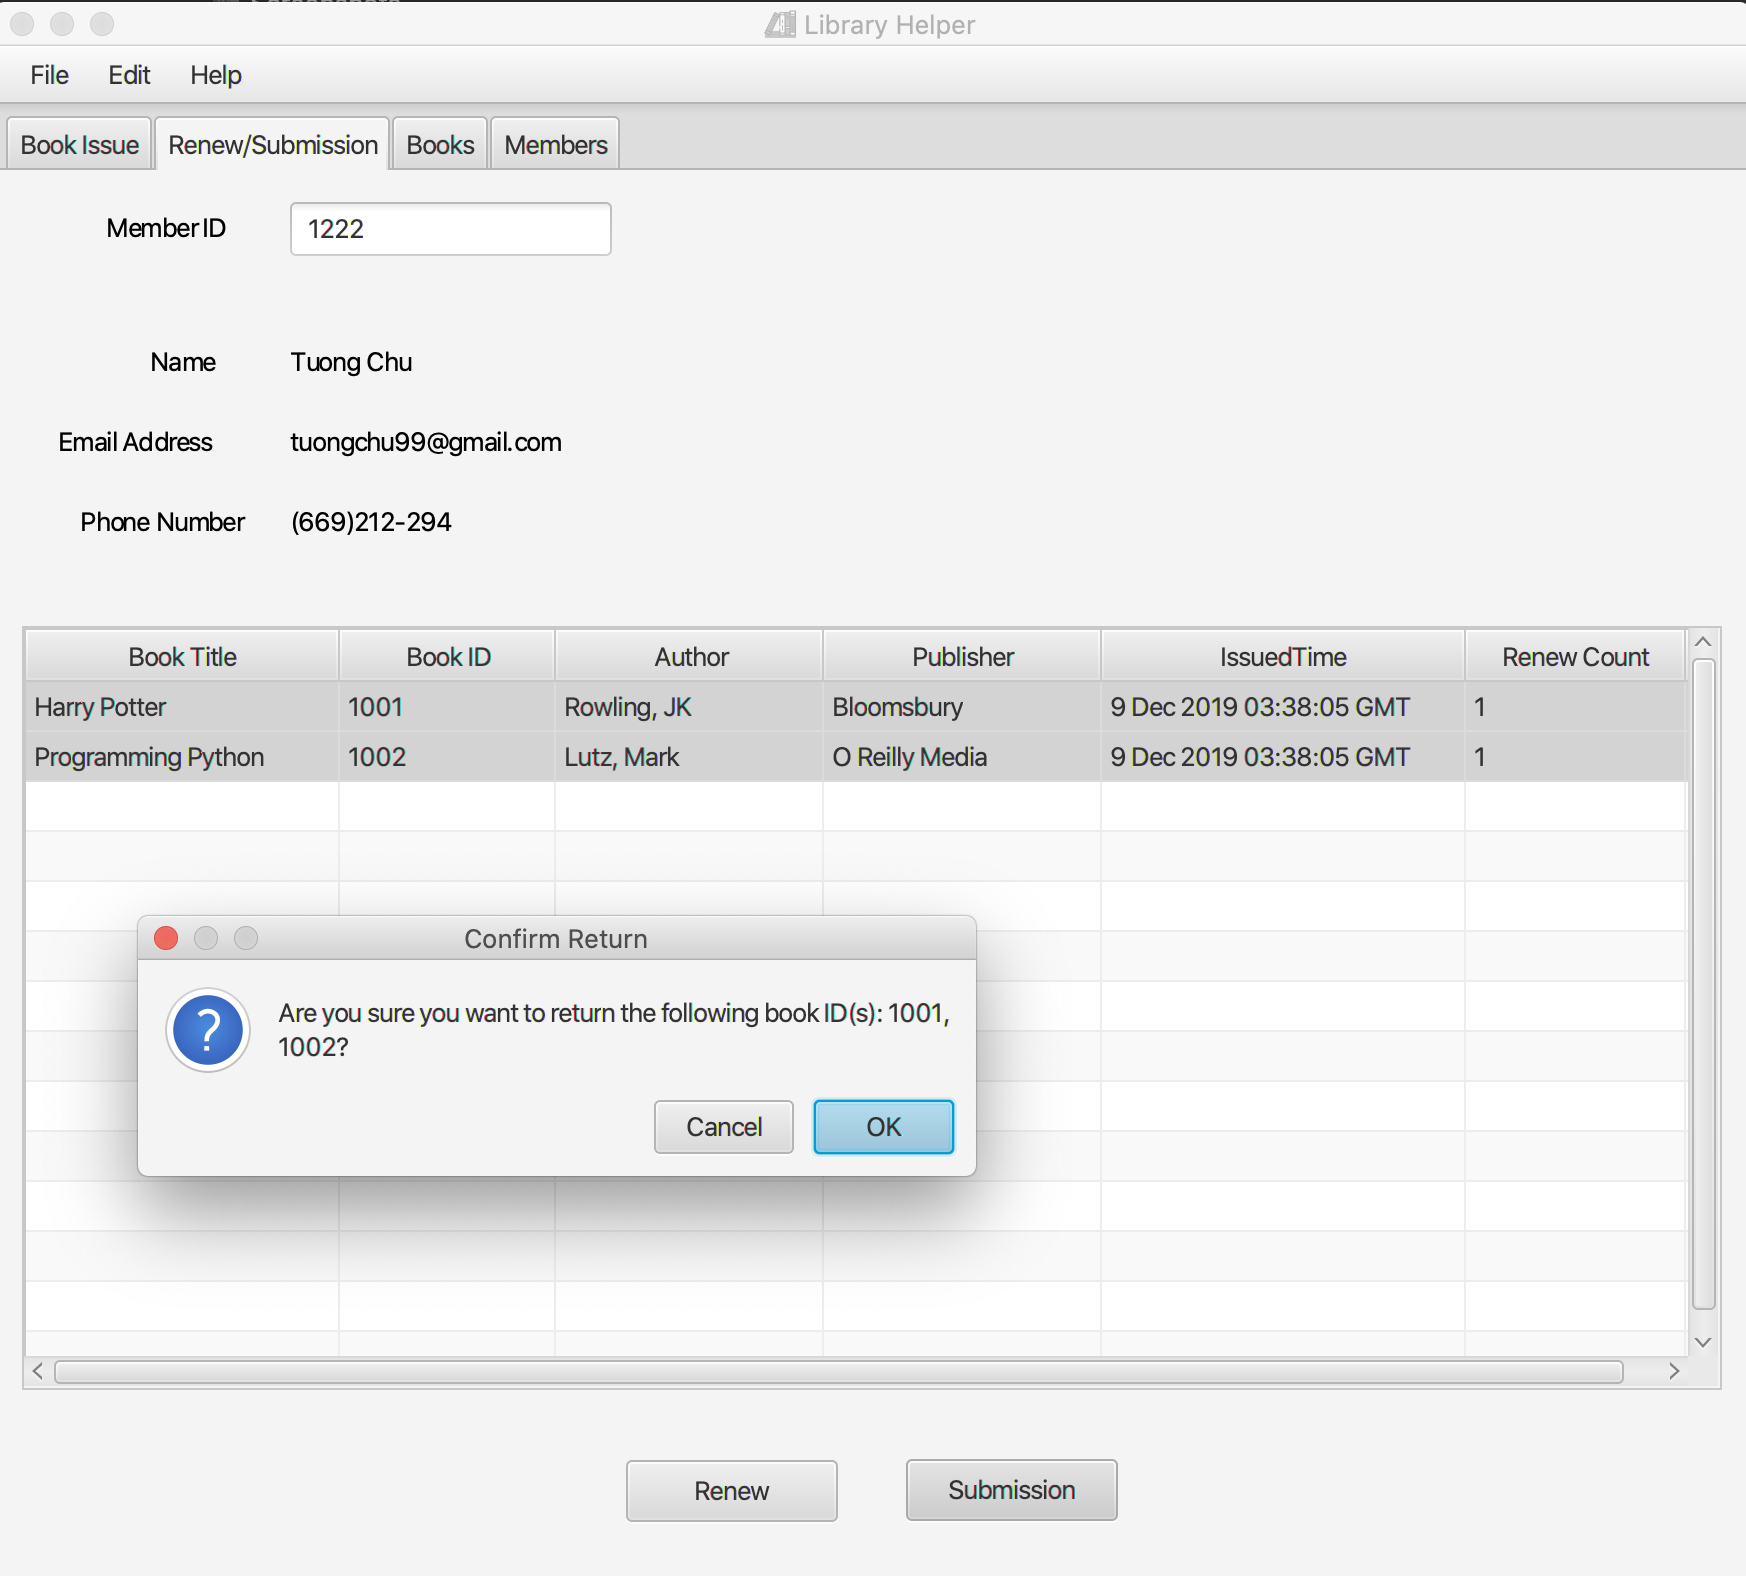 Library Helper
File Edit Help
Book Issue Renew/Submission Books Members
Member ID 1222
Name Tuong Chu
Email Address tuongchu99@gmail.com
Phone Number (669)212-294
Book Title Book ID Author Publisher IssuedTime Renew Count
Harry Potter 1001 Rowling, JK Bloomsbury 9 Dec 2019 03:38:05 GMT 1
Programming Python 1002 Lutz, Mark O Reilly Media 9 Dec 2019 03:38:05 GMT 1
Confirm Return
?
Are you sure you want to return the following book ID(s): 1001,
1002?
Cancel OK
Renew Submission